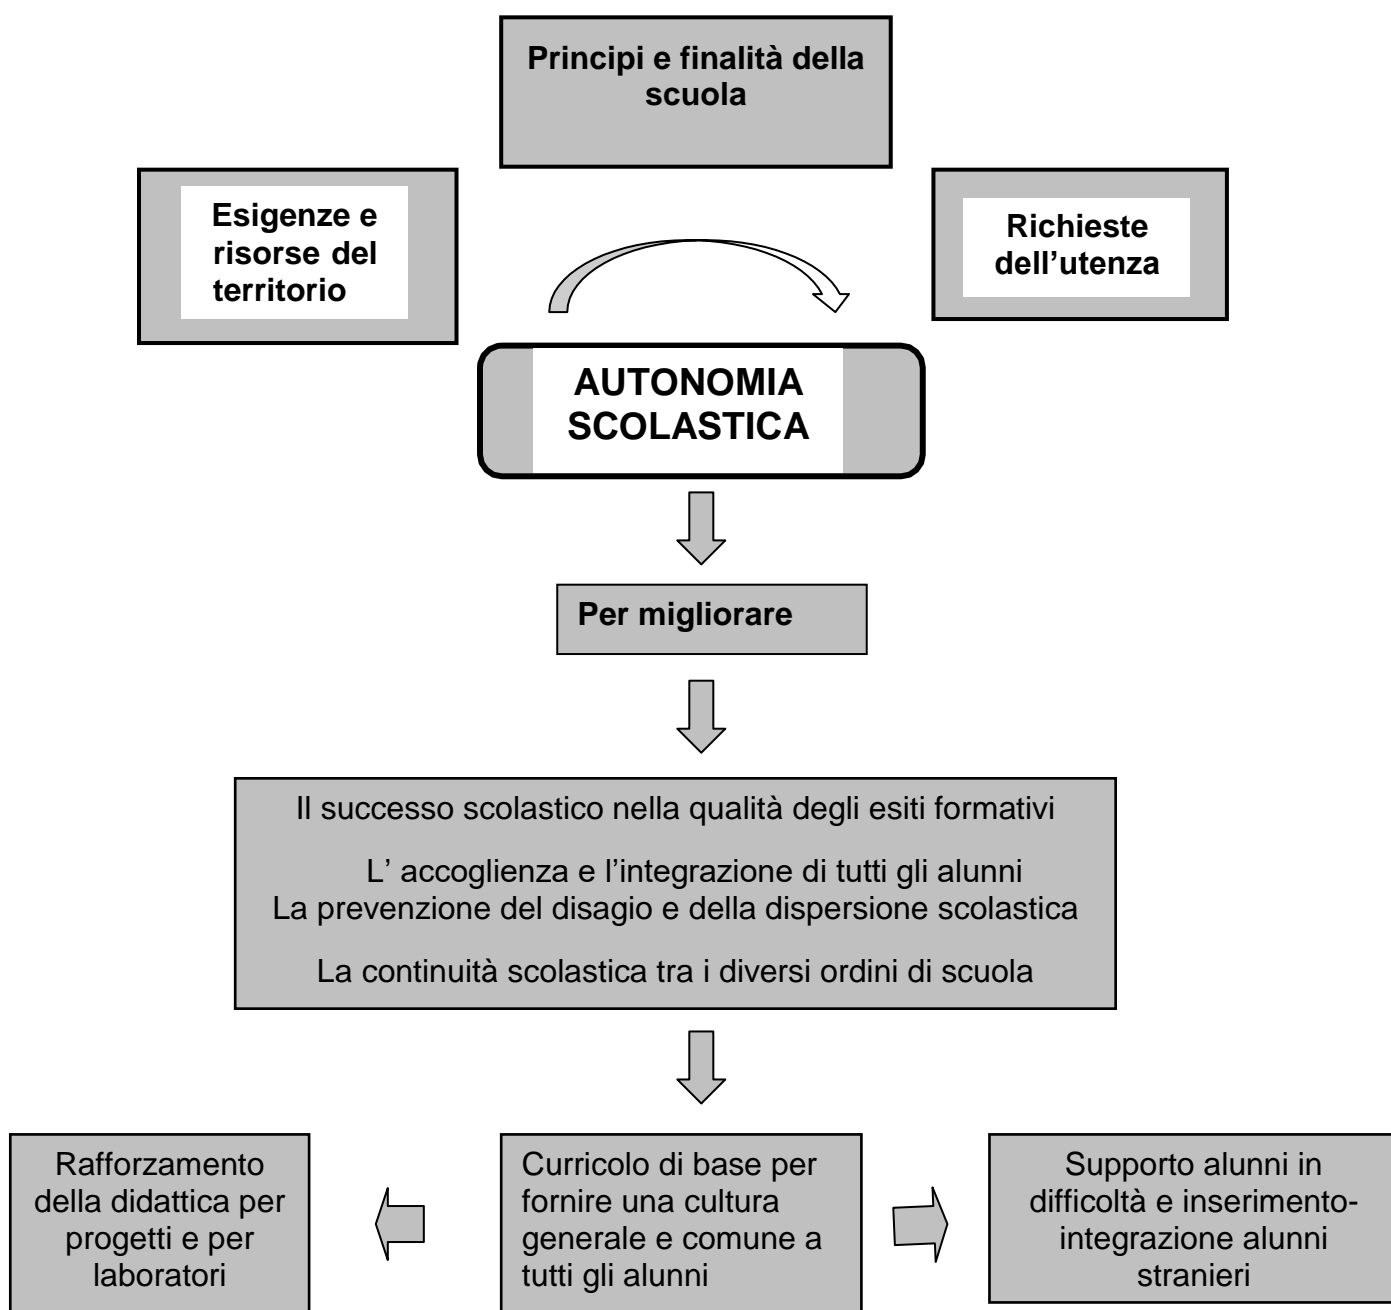 Principi e finalità della
scuola
Esigenze e
risorse del
territorio
Richieste
dell’utenza
AUTONOMIA
SCOLASTICA
Per migliorare
Il successo scolastico nella qualità degli esiti formativi
L’ accoglienza e l’integrazione di tutti gli alunni
La prevenzione del disagio e della dispersione scolastica
La continuità scolastica tra i diversi ordini di scuola
Rafforzamento
della didattica per
progetti e per
laboratori
Curricolo di base per
fornire una cultura
generale e comune a
tutti gli alunni
Supporto alunni in
difficoltà e inserimento-
integrazione alunni
stranieri